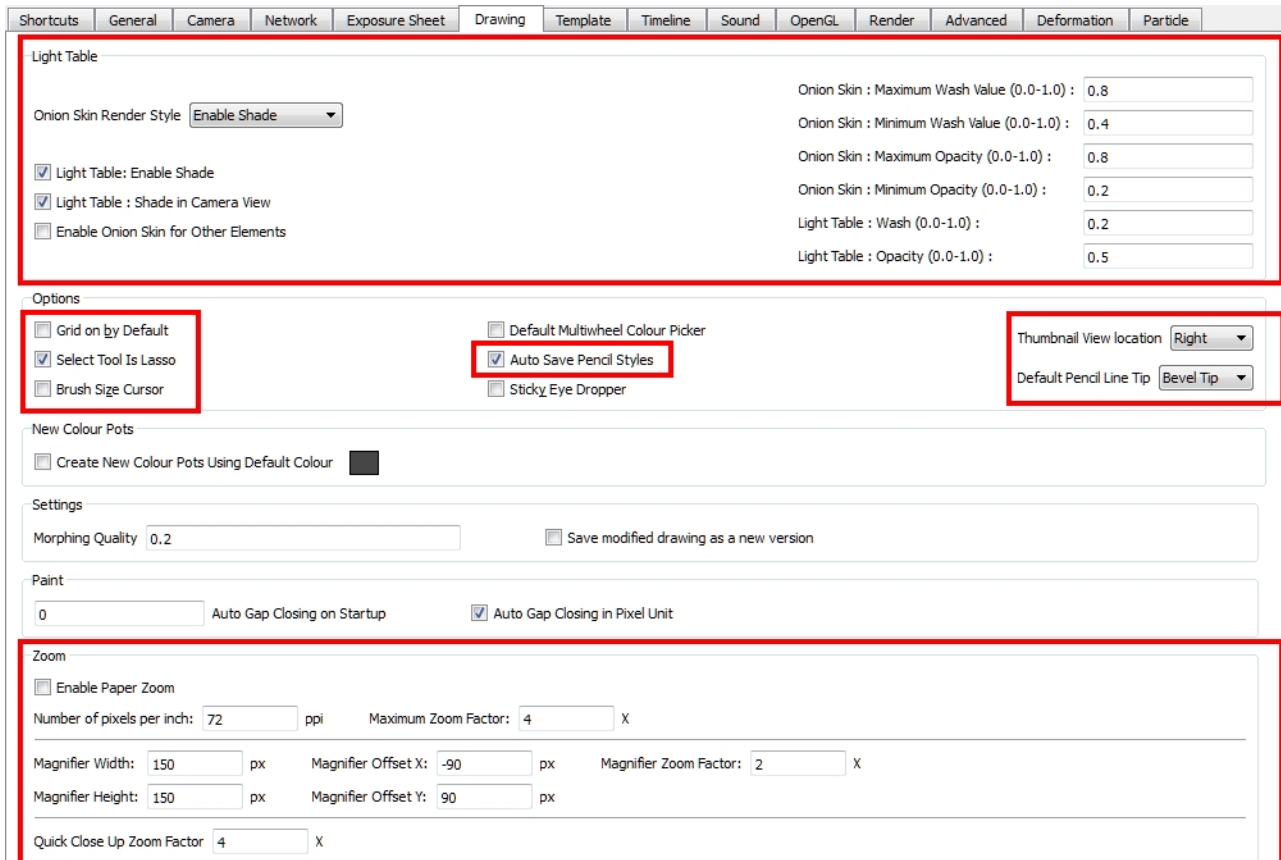 Shortcuts General Camera Network Exposure Sheet Drawing Template Timeline Sound OpenGL Render Advanced Deformation Particle
Light Table
Onion Skin Render Style Enable Shade
Light Table: Enable Shade
Light Table : Shade in Camera View
Enable Onion Skin for Other Elements
Onion Skin : Maximum Wash Value (0.0-1.0) : 0.8
Onion Skin : Minimum Wash Value (0.0-1.0) : 0.4
Onion Skin : Maximum Opacity (0.0-1.0) : 0.8
Onion Skin : Minimum Opacity (0.0-1.0) : 0.2
Light Table : Wash (0.0-1.0) : 0.2
Light Table : Opacity (0.0-1.0) : 0.5
Options
Grid on by Default
Select Tool Is Lasso
Brush Size Cursor
Default Multiwheel Colour Picker
Auto Save Pencil Styles
Sticky Eye Dropper
Thumbnail View location Right
Default Pencil Line Tip Bevel Tip
New Colour Pots
Create New Colour Pots Using Default Colour
Settings
Morphing Quality 0.2 Save modified drawing as a new version
Paint
0 Auto Gap Closing on Startup Auto Gap Closing in Pixel Unit
Zoom
Enable Paper Zoom
Number of pixels per inch: 72 ppi Maximum Zoom Factor: 4 X
Magnifier Width: 150 px Magnifier Offset X: -90 px Magnifier Zoom Factor: 2 X
Magnifier Height: 150 px Magnifier Offset Y: 90 px
Quick Close Up Zoom Factor 4 X